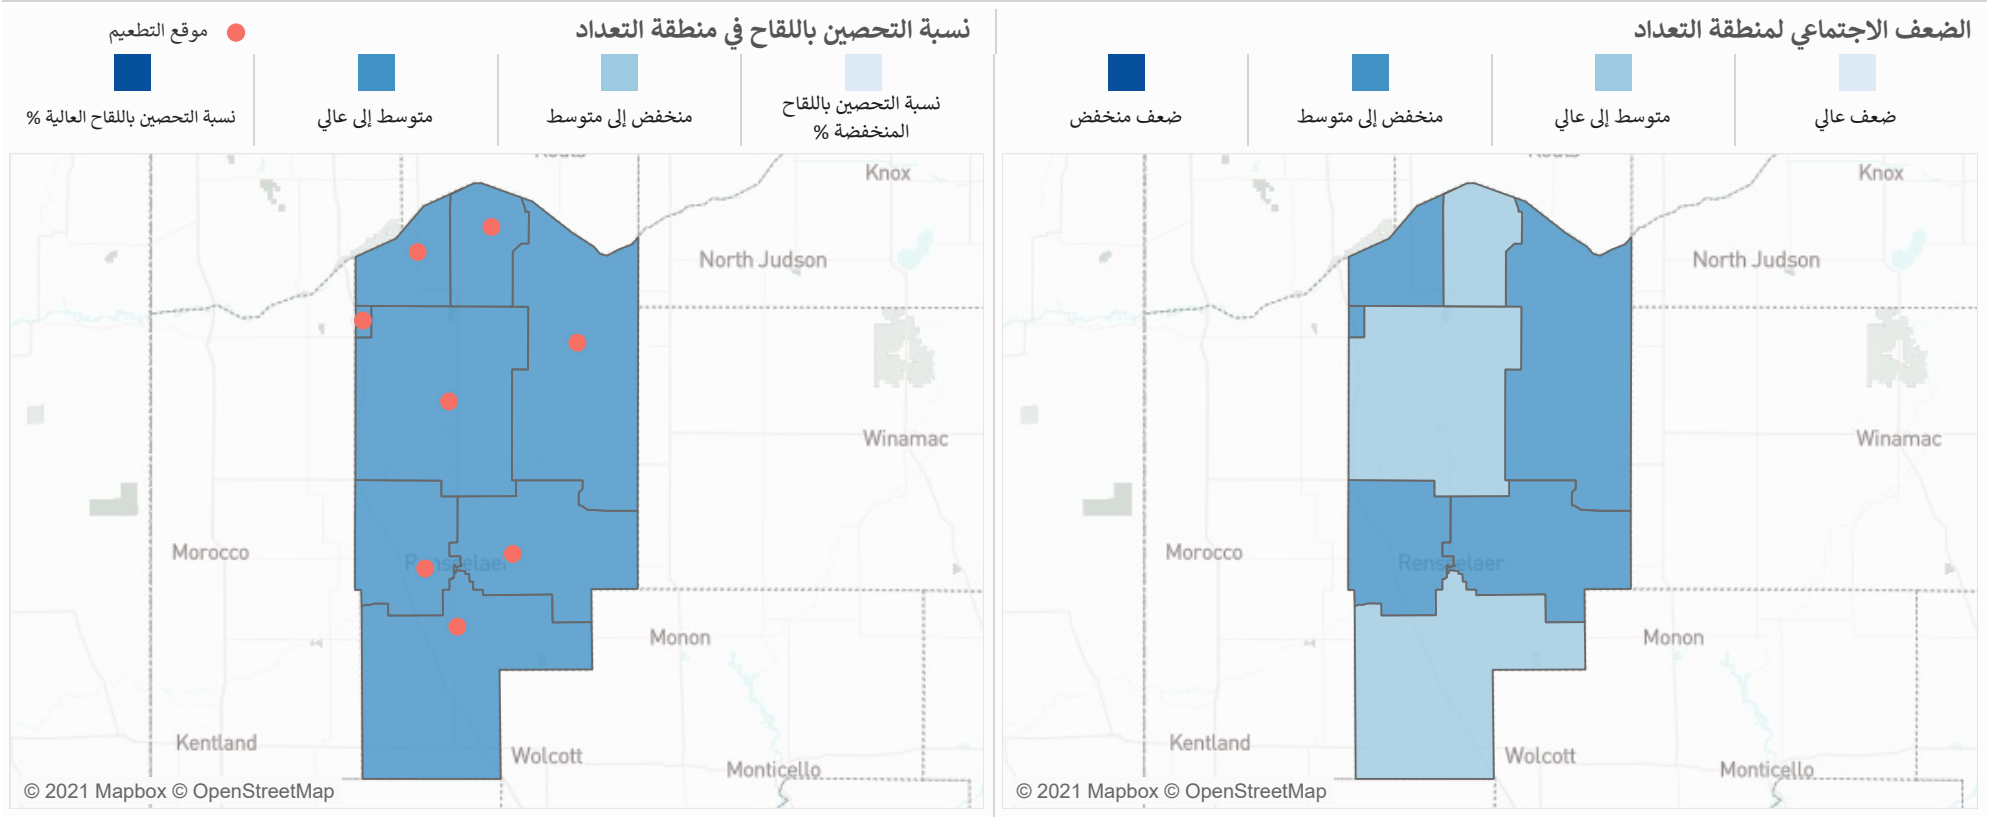 الضعف الاجتماعي لمنطقة التعداد
ضعف عالي
متوسط إلى عالي
منخفض إلى متوسط
ضعف منخفض
Knox
North Judson
Winamac
Morocco
Rensselaer
Monon
Kentland
Wolcott
Monticello
© 2021 Mapbox © OpenStreetMap
نسبة التحصين باللقاح في منطقة التعداد
موقع التطعيم
نسبة التحصين باللقاح
المنخفضة %
منخفض إلى متوسط
متوسط إلى عالي
نسبة التحصين باللقاح العالية %
Knox
North Judson
Winamac
Morocco
Rensselaer
Monon
Kentland
Wolcott
Monticello
© 2021 Mapbox © OpenStreetMap